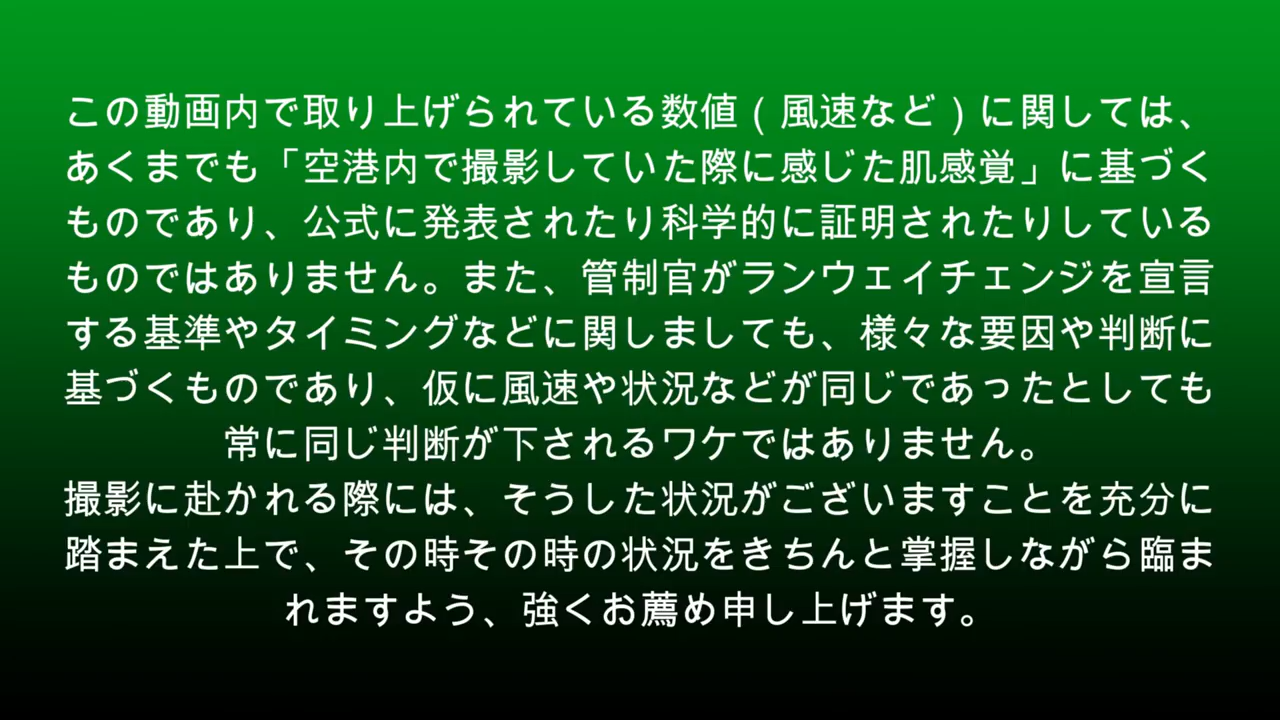 この動画内で取り上げられている数値（風速など）に関しては、
あくまでも「空港内で撮影していた際に感じた肌感覚」に基づく
ものであり、公式に発表されたり科学的に証明されたりしている
ものではありません。また、管制官がランウェイチェンジを宣言
する基準やタイミングなどに関しましても、様々な要因や判断に
基づくものであり、仮に風速や状況などが同じであったとしても
常に同じ判断が下されるワケではありません。
撮影に赴かれる際には、そうした状況がございますことを充分に
踏まえた上で、その時その時の状況をきちんと掌握しながら臨ま
れますよう、強くお薦め申し上げます。